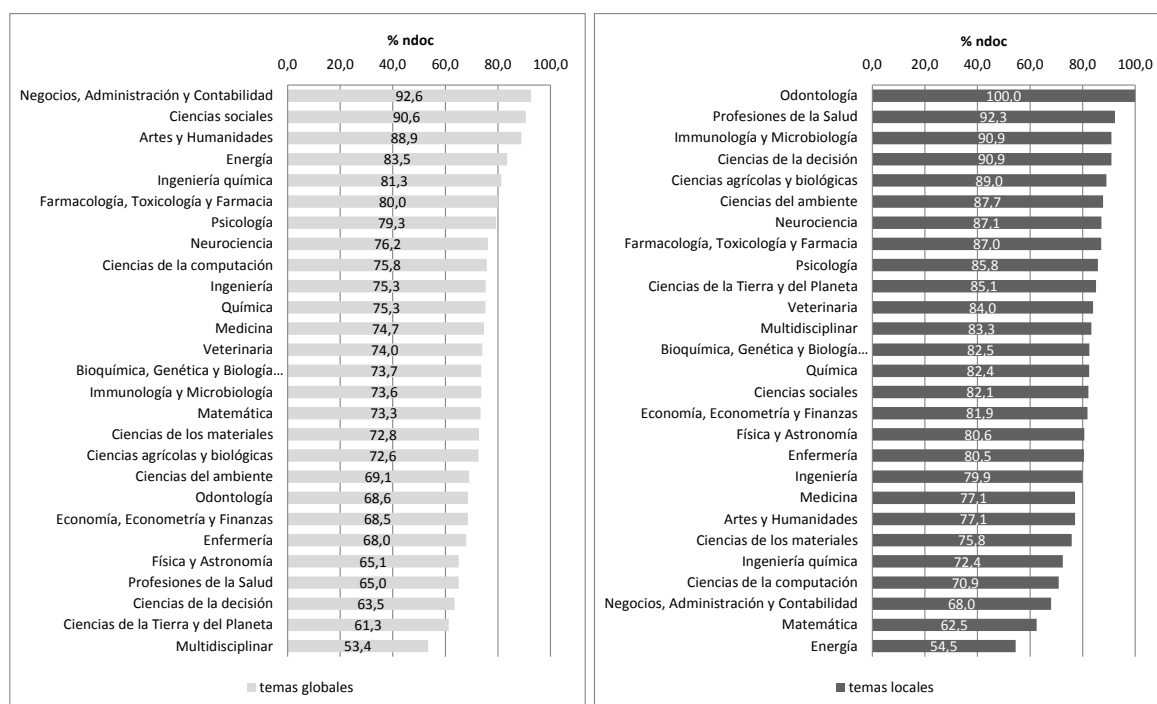 % ndoc
0,0 20,0 40,0 60,0 80,0 100,0
Negocios, Administración y Contabilidad 92,6
Ciencias sociales 90,6
Artes y Humanidades 88,9
Energía 83,5
Ingeniería química 81,3
Farmacología, Toxicología y Farmacia 80,0
Psicología 79,3
Neurociencia 76,2
Ciencias de la computación 75,8
Ingeniería 75,3
Química 75,3
Medicina 74,7
Veterinaria 74,0
Bioquímica, Genética y Biología... 73,7
Immunología y Microbiología 73,6
Matemática 73,3
Ciencias de los materiales 72,8
Ciencias agrícolas y biológicas 72,6
Ciencias del ambiente 69,1
Odontología 68,6
Economía, Econometría y Finanzas 68,5
Enfermería 68,0
Física y Astronomía 65,1
Profesiones de la Salud 65,0
Ciencias de la decisión 63,5
Ciencias de la Tierra y del Planeta 61,3
Multidisciplinar 53,4
temas globales
% ndoc
0,0 20,0 40,0 60,0 80,0 100,0
Odontología 100,0
Profesiones de la Salud 92,3
Immunología y Microbiología 90,9
Ciencias de la decisión 90,9
Ciencias agrícolas y biológicas 89,0
Ciencias del ambiente 87,7
Neurociencia 87,1
Farmacología, Toxicología y Farmacia 87,0
Psicología 85,8
Ciencias de la Tierra y del Planeta 85,1
Veterinaria 84,0
Multidisciplinar 83,3
Bioquímica, Genética y Biología... 82,5
Química 82,4
Ciencias sociales 82,1
Economía, Econometría y Finanzas 81,9
Física y Astronomía 80,6
Enfermería 80,5
Ingeniería 79,9
Medicina 77,1
Artes y Humanidades 77,1
Ciencias de los materiales 75,8
Ingeniería química 72,4
Ciencias de la computación 70,9
Negocios, Administración y Contabilidad 68,0
Matemática 62,5
Energía 54,5
temas locales